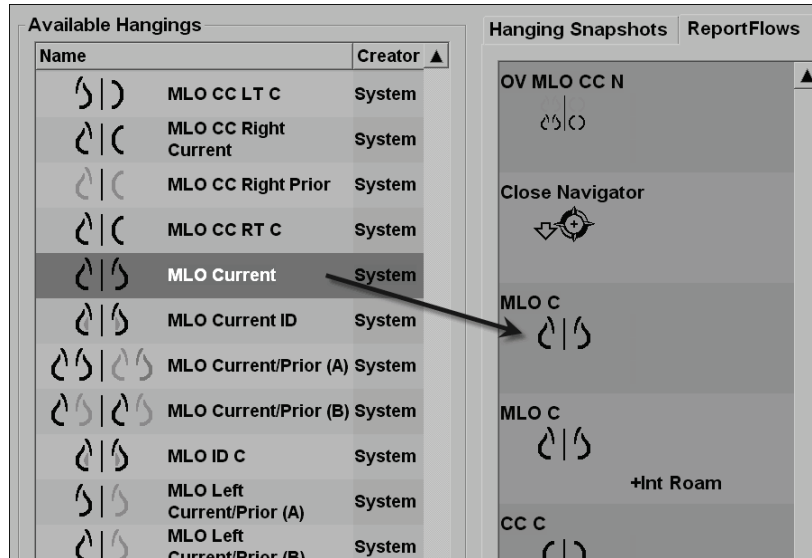 Available Hangings
Hanging Snapshots
ReportFlows
Name
Creator
MLO CC LT C
System
MLO CC Right
Current
System
MLO CC Right Prior
System
MLO CC RT C
System
MLO Current
System
MLO Current ID
System
MLO Current/Prior (A)
System
MLO Current/Prior (B)
System
MLO ID C
System
MLO Left
Current/Prior (A)
System
MLO Left
Current/Prior (B)
System
OV MLO CC N
Close Navigator
MLO C
MLO C
+Int Roam
CC C